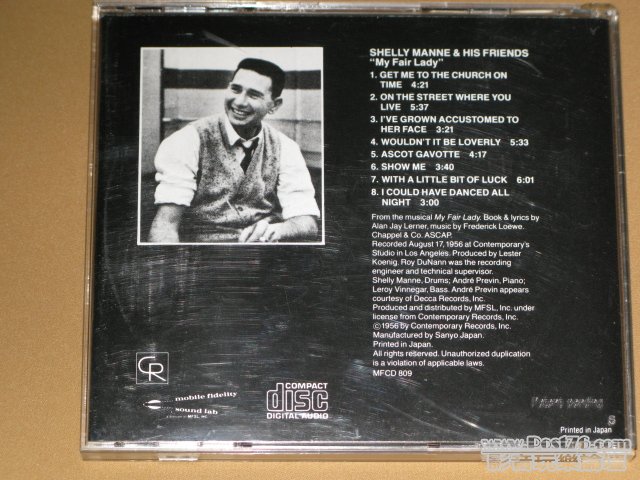 SHELLY MANNE & HIS FRIENDS
"My Fair Lady"
1. GET ME TO THE CHURCH ON
TIME 4:21
2. ON THE STREET WHERE YOU
LIVE 5:37
3. I'VE GROWN ACCUSTOMED TO
HER FACE 3:21
4. WOULDN'T IT BE LOVERLY 5:33
5. ASCOT GAVOTTE 4:17
6. SHOW ME 3:40
7. WITH A LITTLE BIT OF LUCK 6:01
8. I COULD HAVE DANCED ALL
NIGHT 3:00
From the musical My Fair Lady. Book & lyrics by
Alan Jay Lerner, music by Frederick Loewe.
Chappel & Co. ASCAP.
Recorded August 17, 1956 at Contemporary's
Studio in Los Angeles. Produced by Lester
Koenig. Roy DuNann was the recording
engineer and technical supervisor.
Shelly Manne, Drums; André Previn, Piano;
Leroy Vinnegar, Bass. André Previn appears
courtesy of Decca Records, Inc.
Produced and distributed by MFSL, Inc. under
license from Contemporary Records, Inc.
©1956 by Contemporary Records, Inc.
Manufactured by Sanyo Japan.
Printed in Japan.
All rights reserved. Unauthorized duplication
is a violation of applicable laws.
MFCD 809
CR
mobile fidelity
sound lab
COMPACT
disc
DIGITAL AUDIO
Printed in Japan
www.Post76.com